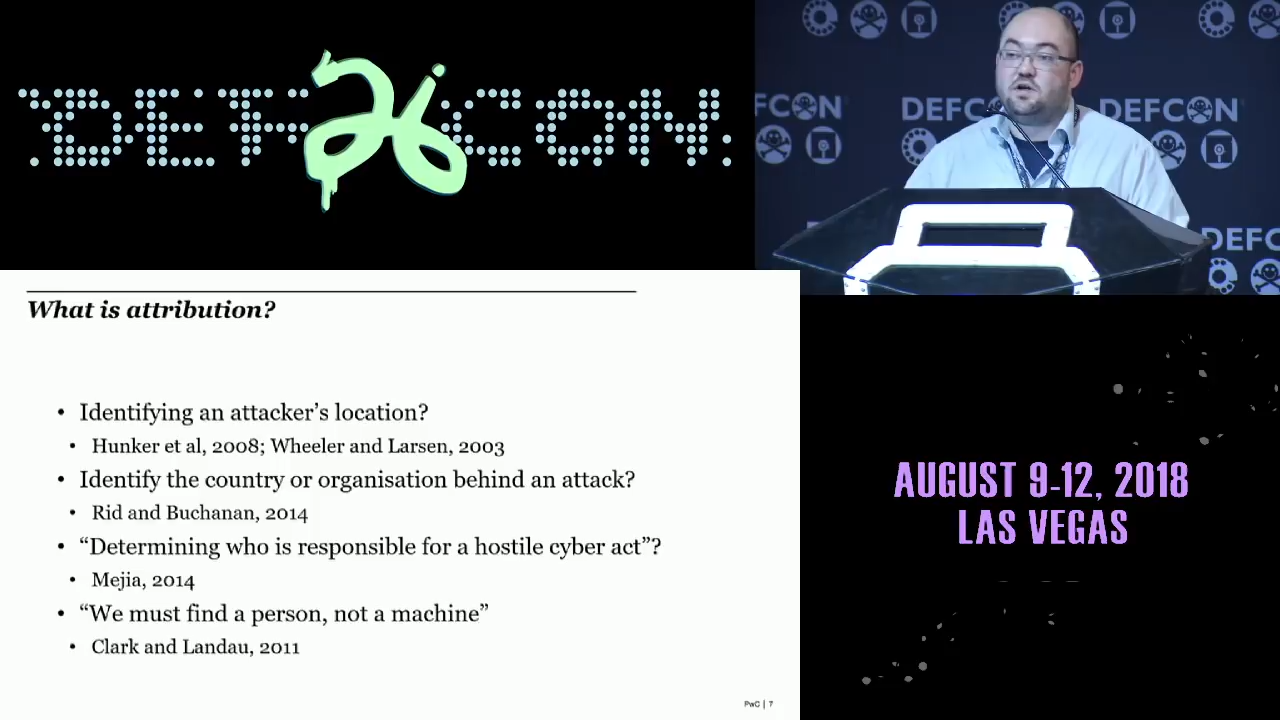 DEF 26 CON
DEFCON
DEFCON
DEFCON
DEFC
What is attribution?
• Identifying an attacker's location?
• Hunker et al, 2008; Wheeler and Larsen, 2003
• Identify the country or organisation behind an attack?
• Rid and Buchanan, 2014
• “Determining who is responsible for a hostile cyber act”?
• Mejia, 2014
• “We must find a person, not a machine”
• Clark and Landau, 2011
PwC | 7
AUGUST 9-12, 2018
LAS VEGAS